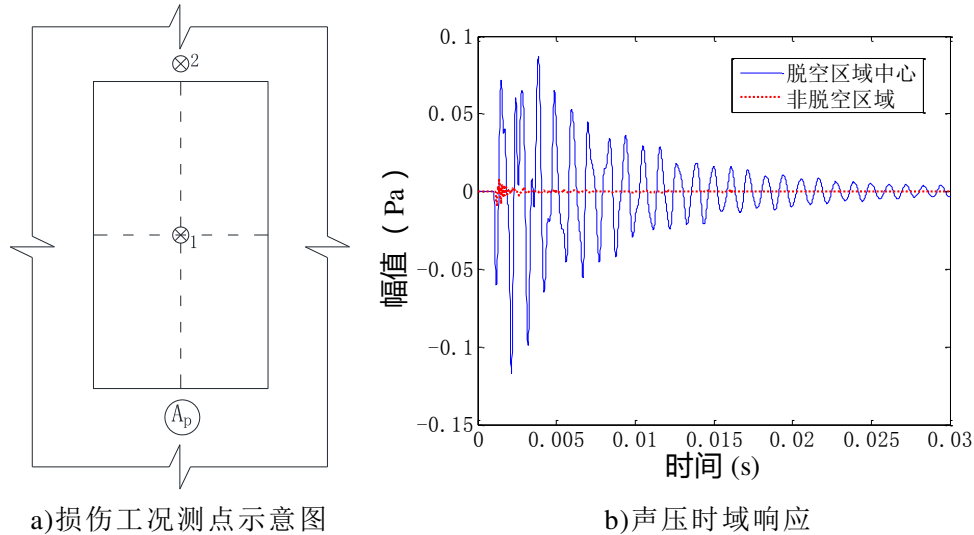 2
1
Ap
a)损伤工况测点示意图
0.1
0.05
0
-0.05
-0.1
-0.15
幅值 (Pa)
脱空区域中心
非脱空区域
0 0.005 0.01 0.015 0.02 0.025 0.03
时间 (s)
b)声压时域响应